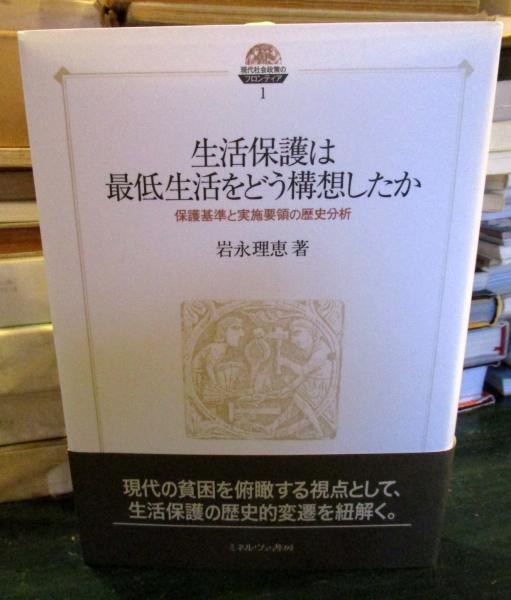 現代社会政策の
フロンティア
1
生活保護は
最低生活をどう構想したか
保護基準と実施要領の歴史分析
岩永理恵 著
現代の貧困を俯瞰する視点として、
生活保護の歴史的変遷を紐解く。
ミネルヴァ書房